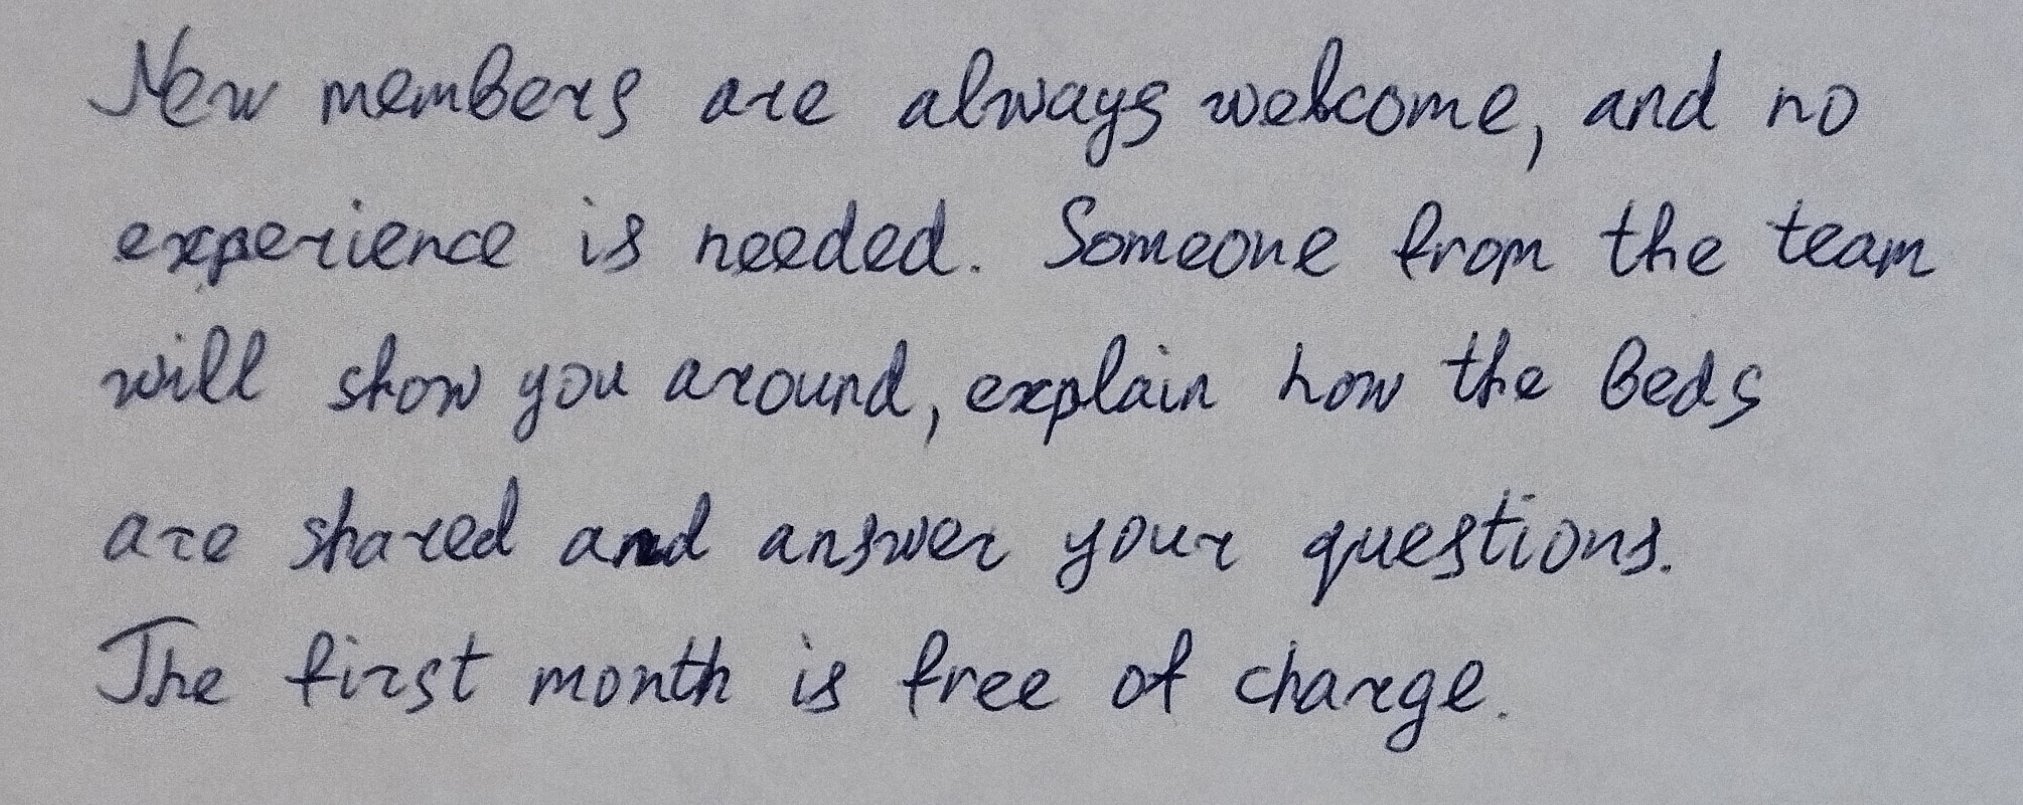 New members are always welcome, and no
experience is needed. Someone from the team
will show you around, explain how the beds
are shared and answer your questions.
The first month is free of charge.